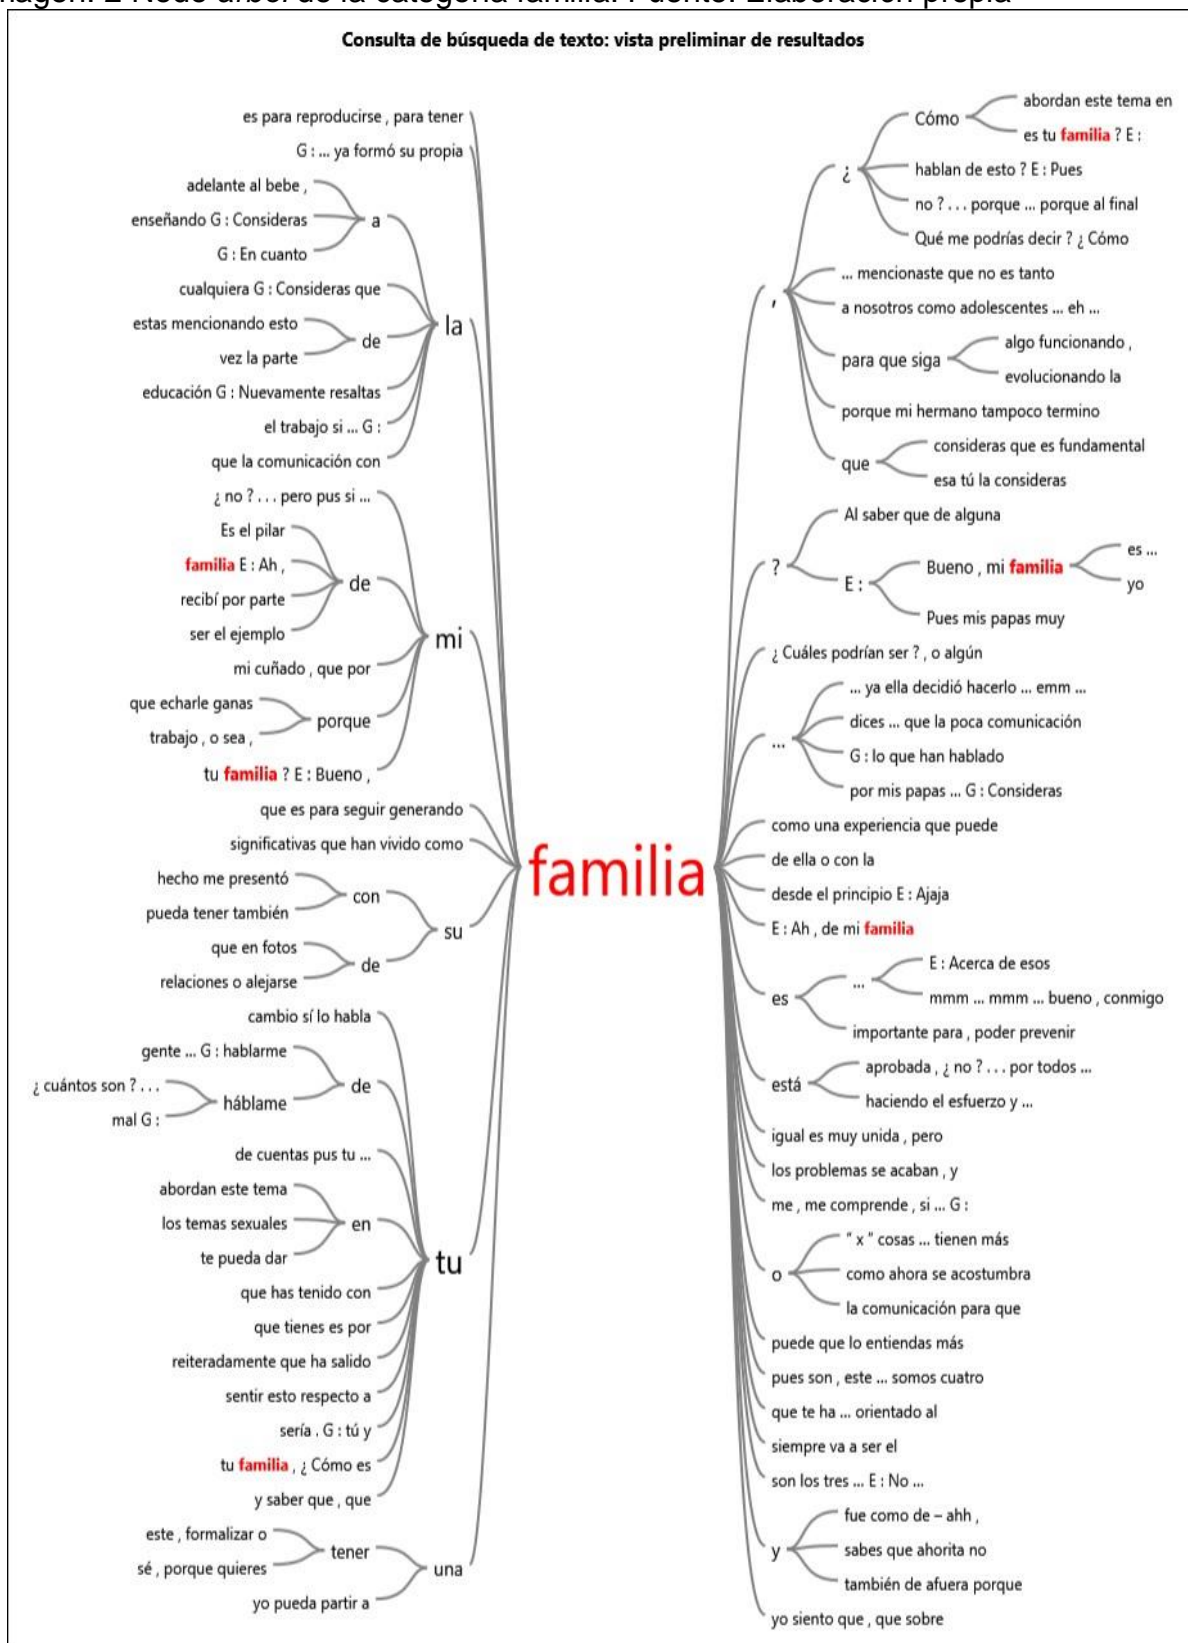 magen. 2 Nodo árbol de la categoría familia. Fuente: Elaboración propia
Consulta de búsqueda de texto: vista preliminar de resultados
es para reproducirse , para tener
G : ... ya formó su propia
adelante al bebe ,
enseñando G : Consideras
G : En cuanto
a
cualquiera G : Consideras que
estas mencionando esto
vez la parte
de
educación G : Nuevamente resaltas
el trabajo si ... G :
que la comunicación con
la
¿ no ? . . . pero pus si ...
Es el pilar
familia E : Ah ,
recibí por parte
ser el ejemplo
de
mi cuñado , que por
que echarle ganas
trabajo , o sea ,
porque
tu familia ? E : Bueno ,
mi
que es para seguir generando
significativas que han vivido como
hecho me presentó
pueda tener también
con
que en fotos
relaciones o alejarse
de
su
cambio sí lo habla
gente ... G : hablarme
¿ cuántos son ? . . .
mal G :
háblame
de
de cuentas pus tu ...
abordan este tema
los temas sexuales
te pueda dar
en
que has tenido con
que tienes es por
reiteradamente que ha salido
sentir esto respecto a
sería . G : tú y
tu familia , ¿ Cómo es
y saber que , que
tu
este , formalizar o
sé , porque quieres
tener
yo pueda partir a
una
familia
,
¿
Cómo
abordan este tema en
es tu familia ? E :
hablan de esto ? E : Pues
no ? . . . porque ... porque al final
Qué me podrías decir ? ¿ Cómo
... mencionaste que no es tanto
a nosotros como adolescentes ... eh ...
para que siga
algo funcionando ,
evolucionando la
porque mi hermano tampoco termino
que
consideras que es fundamental
esa tú la consideras
?
Al saber que de alguna
E :
Bueno , mi familia
es ...
yo
Pues mis papas muy
¿ Cuáles podrían ser ? , o algún
...
... ya ella decidió hacerlo ... emm ...
dices ... que la poca comunicación
G : lo que han hablado
por mis papas ... G : Consideras
como una experiencia que puede
de ella o con la
desde el principio E : Ajaja
E : Ah , de mi familia
es
...
E : Acerca de esos
mmm ... mmm ... bueno , conmigo
importante para , poder prevenir
está
aprobada , ¿ no ? . . . por todos ...
haciendo el esfuerzo y ...
igual es muy unida , pero
los problemas se acaban , y
me , me comprende , si ... G :
o
" x " cosas ... tienen más
como ahora se acostumbra
la comunicación para que
puede que lo entiendas más
pues son , este ... somos cuatro
que te ha ... orientado al
siempre va a ser el
son los tres ... E : No ...
y
fue como de – ahh ,
sabes que ahorita no
también de afuera porque
yo siento que , que sobre